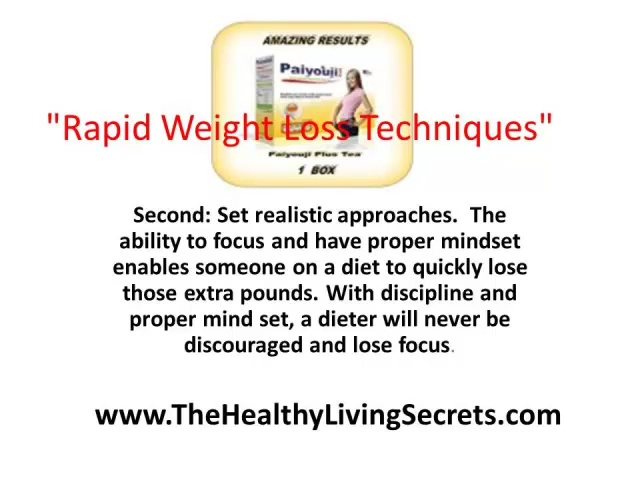 AMAZING RESULTS
Paiyouji
"Rapid Weight Loss Techniques"
Paiyouji Plus Tea
1 BOX
Second: Set realistic approaches. The
ability to focus and have proper mindset
enables someone on a diet to quickly lose
those extra pounds. With discipline and
proper mind set, a dieter will never be
discouraged and lose focus.
www.TheHealthyLivingSecrets.com